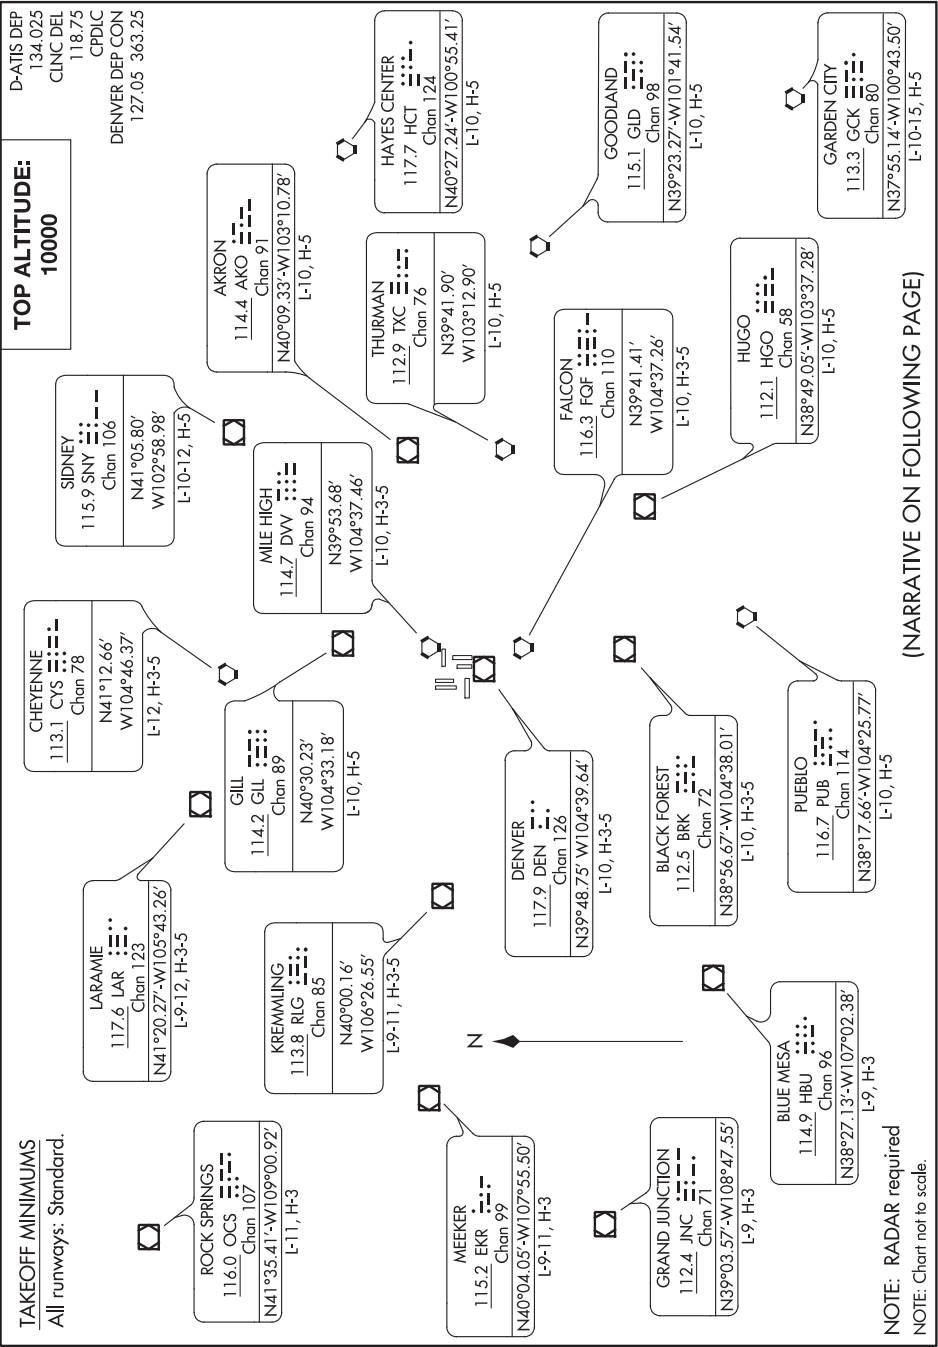 TAKEOFF MINIMUMS
All runways: Standard.
TOP ALTITUDE:
10000
D-ATIS DEP
134.025
CLNC DEL
118.75
CPDLC
DENVER DEP CON
127.05 363.25
ROCK SPRINGS
116.0 OCS
Chan 107
N41°35.41'-W109°00.92'
L-11, H-3
LARAMIE
117.6 LAR
Chan 123
N41°20.27'-W105°43.26'
L-9-12, H-3-5
CHEYENNE
113.1 CYS
Chan 78
N41°12.66'
W104°46.37'
L-12, H-3-5
SIDNEY
115.9 SNY
Chan 106
N41°05.80'
W102°58.98'
L-10-12, H-5
AKRON
114.4 AKO
Chan 91
N40°09.33'-W103°10.78'
L-10, H-5
HAYES CENTER
117.7 HCT
Chan 124
N40°27.24'-W100°55.41'
L-10, H-5
KREMMLING
113.8 RLG
Chan 85
N40°00.16'
W106°26.55'
L-9-11, H-3-5
GILL
114.2 GLL
Chan 89
N40°30.23'
W104°33.18'
L-10, H-5
MILE HIGH
114.7 DVV
Chan 94
N39°53.68'
W104°37.46'
L-10, H-3-5
THURMAN
112.9 TXC
Chan 76
N39°41.90'
W103°12.90'
L-10, H-5
MEEKER
115.2 EKR
Chan 99
N40°04.05'-W107°55.50'
L-9-11, H-3
N
DENVER
117.9 DEN
Chan 126
N39°48.75' W104°39.64'
L-10, H-3-5
FALCON
116.3 FQF
Chan 110
N39°41.41'
W104°37.26'
L-10, H-3-5
GOODLAND
115.1 GLD
Chan 98
N39°23.27'-W101°41.54'
L-10, H-5
GRAND JUNCTION
112.4 JNC
Chan 71
N39°03.57'-W108°47.55'
L-9, H-3
BLACK FOREST
112.5 BRK
Chan 72
N38°56.67'-W104°38.01'
L-10, H-3-5
HUGO
112.1 HGO
Chan 58
N38°49.05'-W103°37.28'
L-10, H-5
BLUE MESA
114.9 HBU
Chan 96
N38°27.13'-W107°02.38'
L-9, H-3
PUEBLO
116.7 PUB
Chan 114
N38°17.66'-W104°25.77'
L-10, H-5
GARDEN CITY
113.3 GCK
Chan 80
N37°55.14'-W100°43.50'
L-10-15, H-5
NOTE: RADAR required
NOTE: Chart not to scale.
(NARRATIVE ON FOLLOWING PAGE)